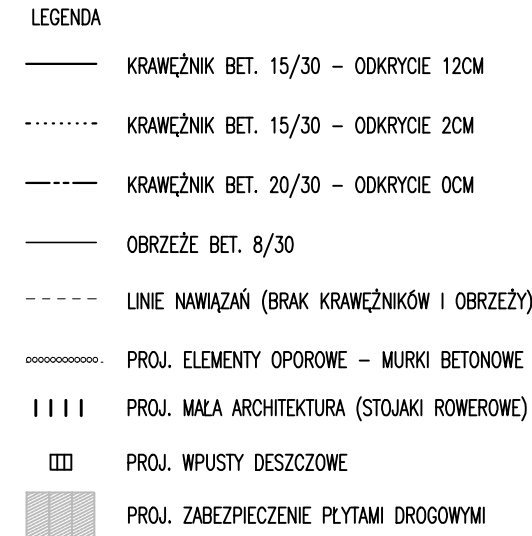 LEGENDA
KRAWĘŻNIK BET. 15/30 – ODKRYCIE 12CM
KRAWĘŻNIK BET. 15/30 – ODKRYCIE 2CM
KRAWĘŻNIK BET. 20/30 – ODKRYCIE 0CM
OBRZEŻE BET. 8/30
LINIE NAWIĄZAŃ (BRAK KRAWĘŻNIKÓW I OBRZEŻY)
PROJ. ELEMENTY OPOROWE – MURKI BETONOWE
PROJ. MAŁA ARCHITEKTURA (STOJAKI ROWEROWE)
PROJ. WPUSTY DESZCZOWE
PROJ. ZABEZPIECZENIE PŁYTAMI DROGOWYMI